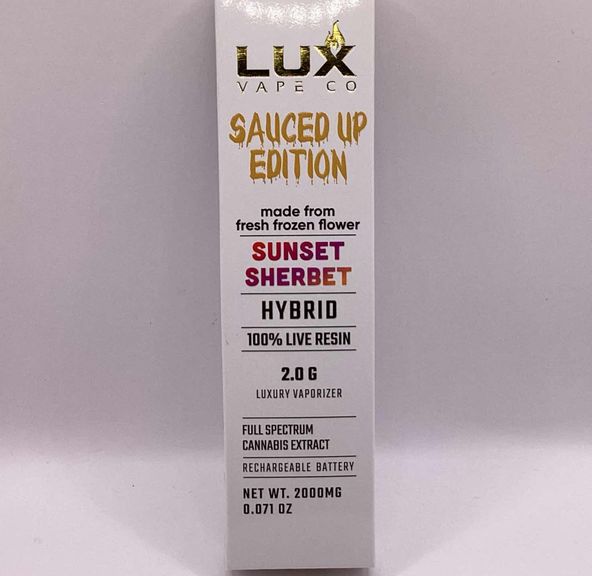 LUX
VAPE CO
SAUCED UP
EDITION
made from
fresh frozen flower
SUNSET
SHERBET
HYBRID
100% LIVE RESIN
2.0 G
LUXURY VAPORIZER
FULL SPECTRUM
CANNABIS EXTRACT
RECHARGEABLE BATTERY
NET WT. 2000MG
0.071 OZ